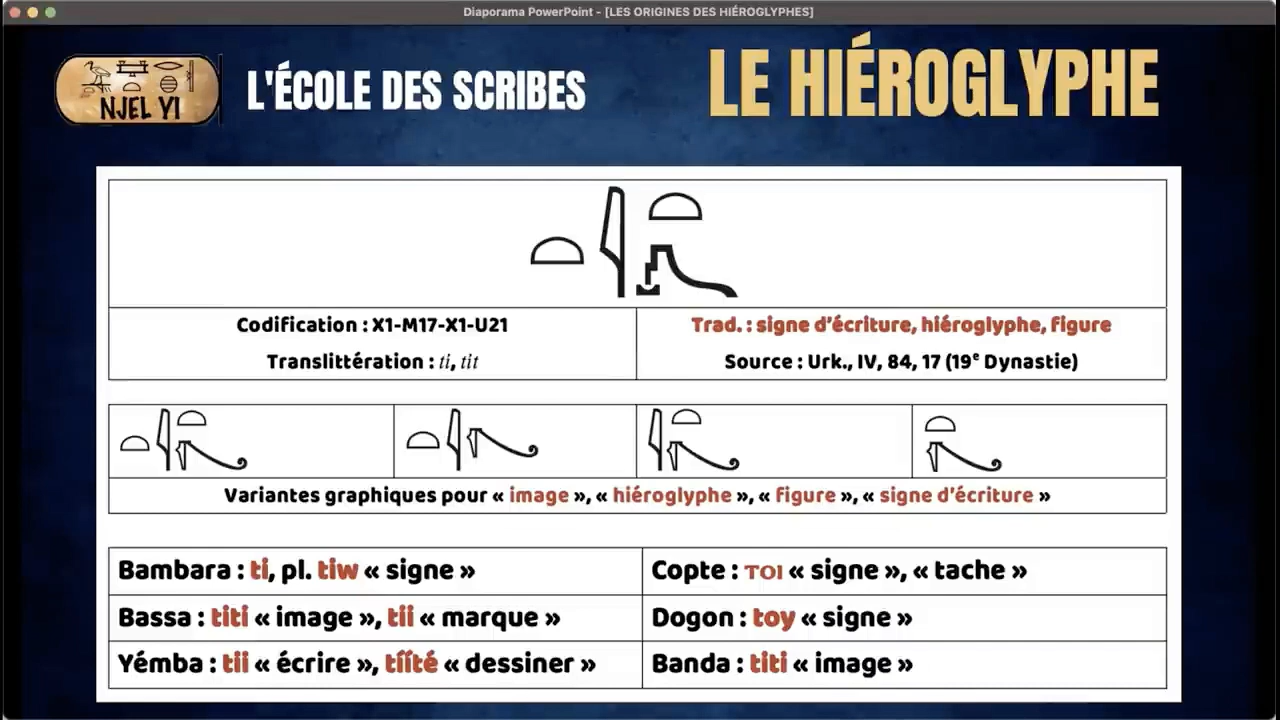 Diaporama PowerPoint - [LES ORIGINES DES HIÉROGLYPHES]
NJEL YI
L'ÉCOLE DES SCRIBES
LE HIÉROGLYPHE
Codification : X1-M17-X1-U21
Translittération : ti, tit
Trad. : signe d'écriture, hiéroglyphe, figure
Source : Urk., IV, 84, 17 (19e Dynastie)
Variantes graphiques pour « image », « hiéroglyphe », « figure », « signe d'écriture »
Bambara : ti, pl. tiw « signe »
Copte : ⲧⲟⲓ « signe », « tache »
Bassa : titi « image », tii « marque »
Dogon : toy « signe »
Yémba : tii « écrire », tííté « dessiner »
Banda : titi « image »